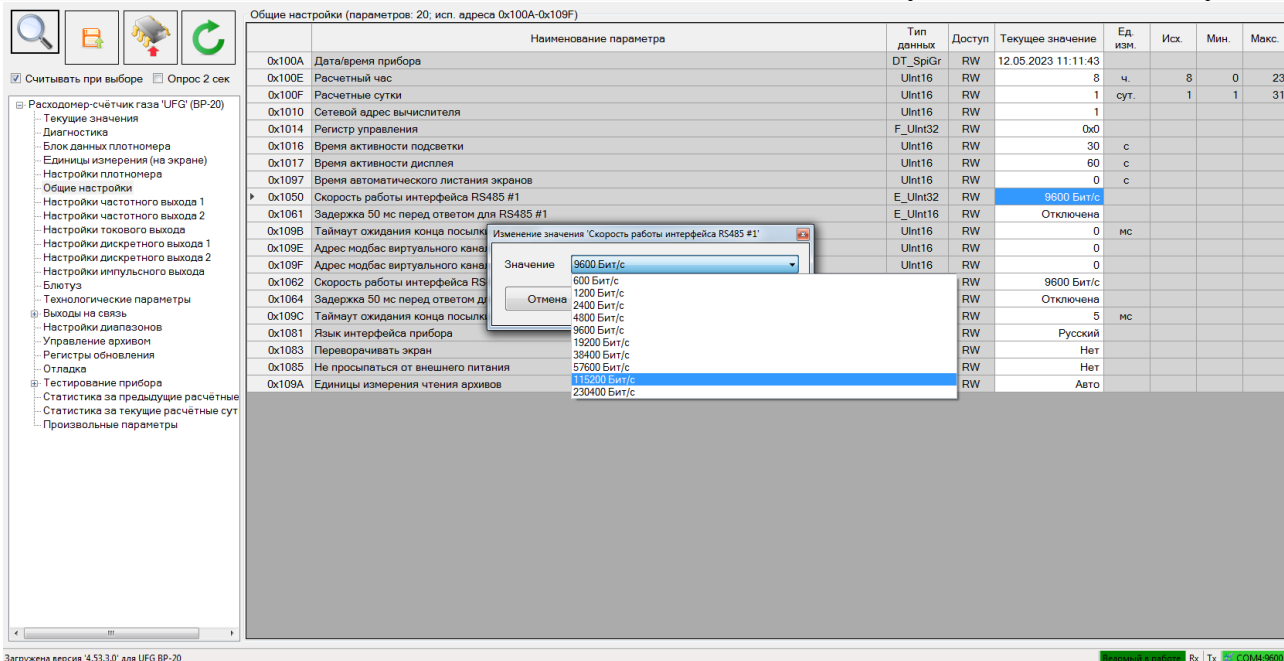 Общие настройки (параметров: 20; исп. адреса 0x100A-0x109F)
Считывать при выборе Опрос 2 сек
Расходомер-счётчик газа 'UFG' (BP-20)
Текущие значения
Диагностика
Блок данных плотномера
Единицы измерения (на экране)
Настройки плотномера
Общие настройки
Настройки частотного выхода 1
Настройки частотного выхода 2
Настройки токового выхода
Настройки дискретного выхода 1
Настройки дискретного выхода 2
Настройки импульсного выхода
Блютуз
Технологические параметры
Выходы на связь
Настройки диапазонов
Управление архивом
Регистры обновления
Отладка
Тестирование прибора
Статистика за предыдущие расчётные
Статистика за текущие расчётные сут
Произвольные параметры
Наименование параметра Тип данных Доступ Текущее значение Ед. изм. Исх. Мин. Макс.
0x100A Дата/время прибора DT_SpiGr RW 12.05.2023 11:11:43
0x100E Расчетный час UInt16 RW 8 ч. 8 0 23
0x100F Расчетные сутки UInt16 RW 1 сут. 1 1 31
0x1010 Сетевой адрес вычислителя UInt16 RW 1
0x1014 Регистр управления F_UInt32 RW 0x0
0x1016 Время активности подсветки UInt16 RW 30 с
0x1017 Время активности дисплея UInt16 RW 60 с
0x1097 Время автоматического листания экранов UInt16 RW 0 с
0x1050 Скорость работы интерфейса RS485 #1 E_UInt32 RW 9600 Бит/с
0x1061 Задержка 50 мс перед ответом для RS485 #1 E_UInt16 RW Отключена
0x109B Таймаут ожидания конца посылк UInt16 RW 0 мс
0x109E Адрес модбас виртуального кана UInt16 RW 0
0x109F Адрес модбас виртуального кана UInt16 RW 0
0x1062 Скорость работы интерфейса RS RW 9600 Бит/с
0x1064 Задержка 50 мс перед ответом д RW Отключена
0x109C Таймаут ожидания конца посылк RW 5 мс
0x1081 Язык интерфейса прибора RW Русский
0x1083 Переворачивать экран RW Нет
0x1085 Не просыпаться от внешнего питания RW Нет
0x109A Единицы измерения чтения архивов RW Авто
Изменение значения 'Скорость работы интерфейса RS485 #1'
Значение 9600 Бит/с
Отмена
600 Бит/с
1200 Бит/с
2400 Бит/с
4800 Бит/с
9600 Бит/с
19200 Бит/с
38400 Бит/с
57600 Бит/с
115200 Бит/с
230400 Бит/с
Загружена версия '4.53.3.0' для UFG BP-20
Ведомый в работе Rx Tx COM4:9600